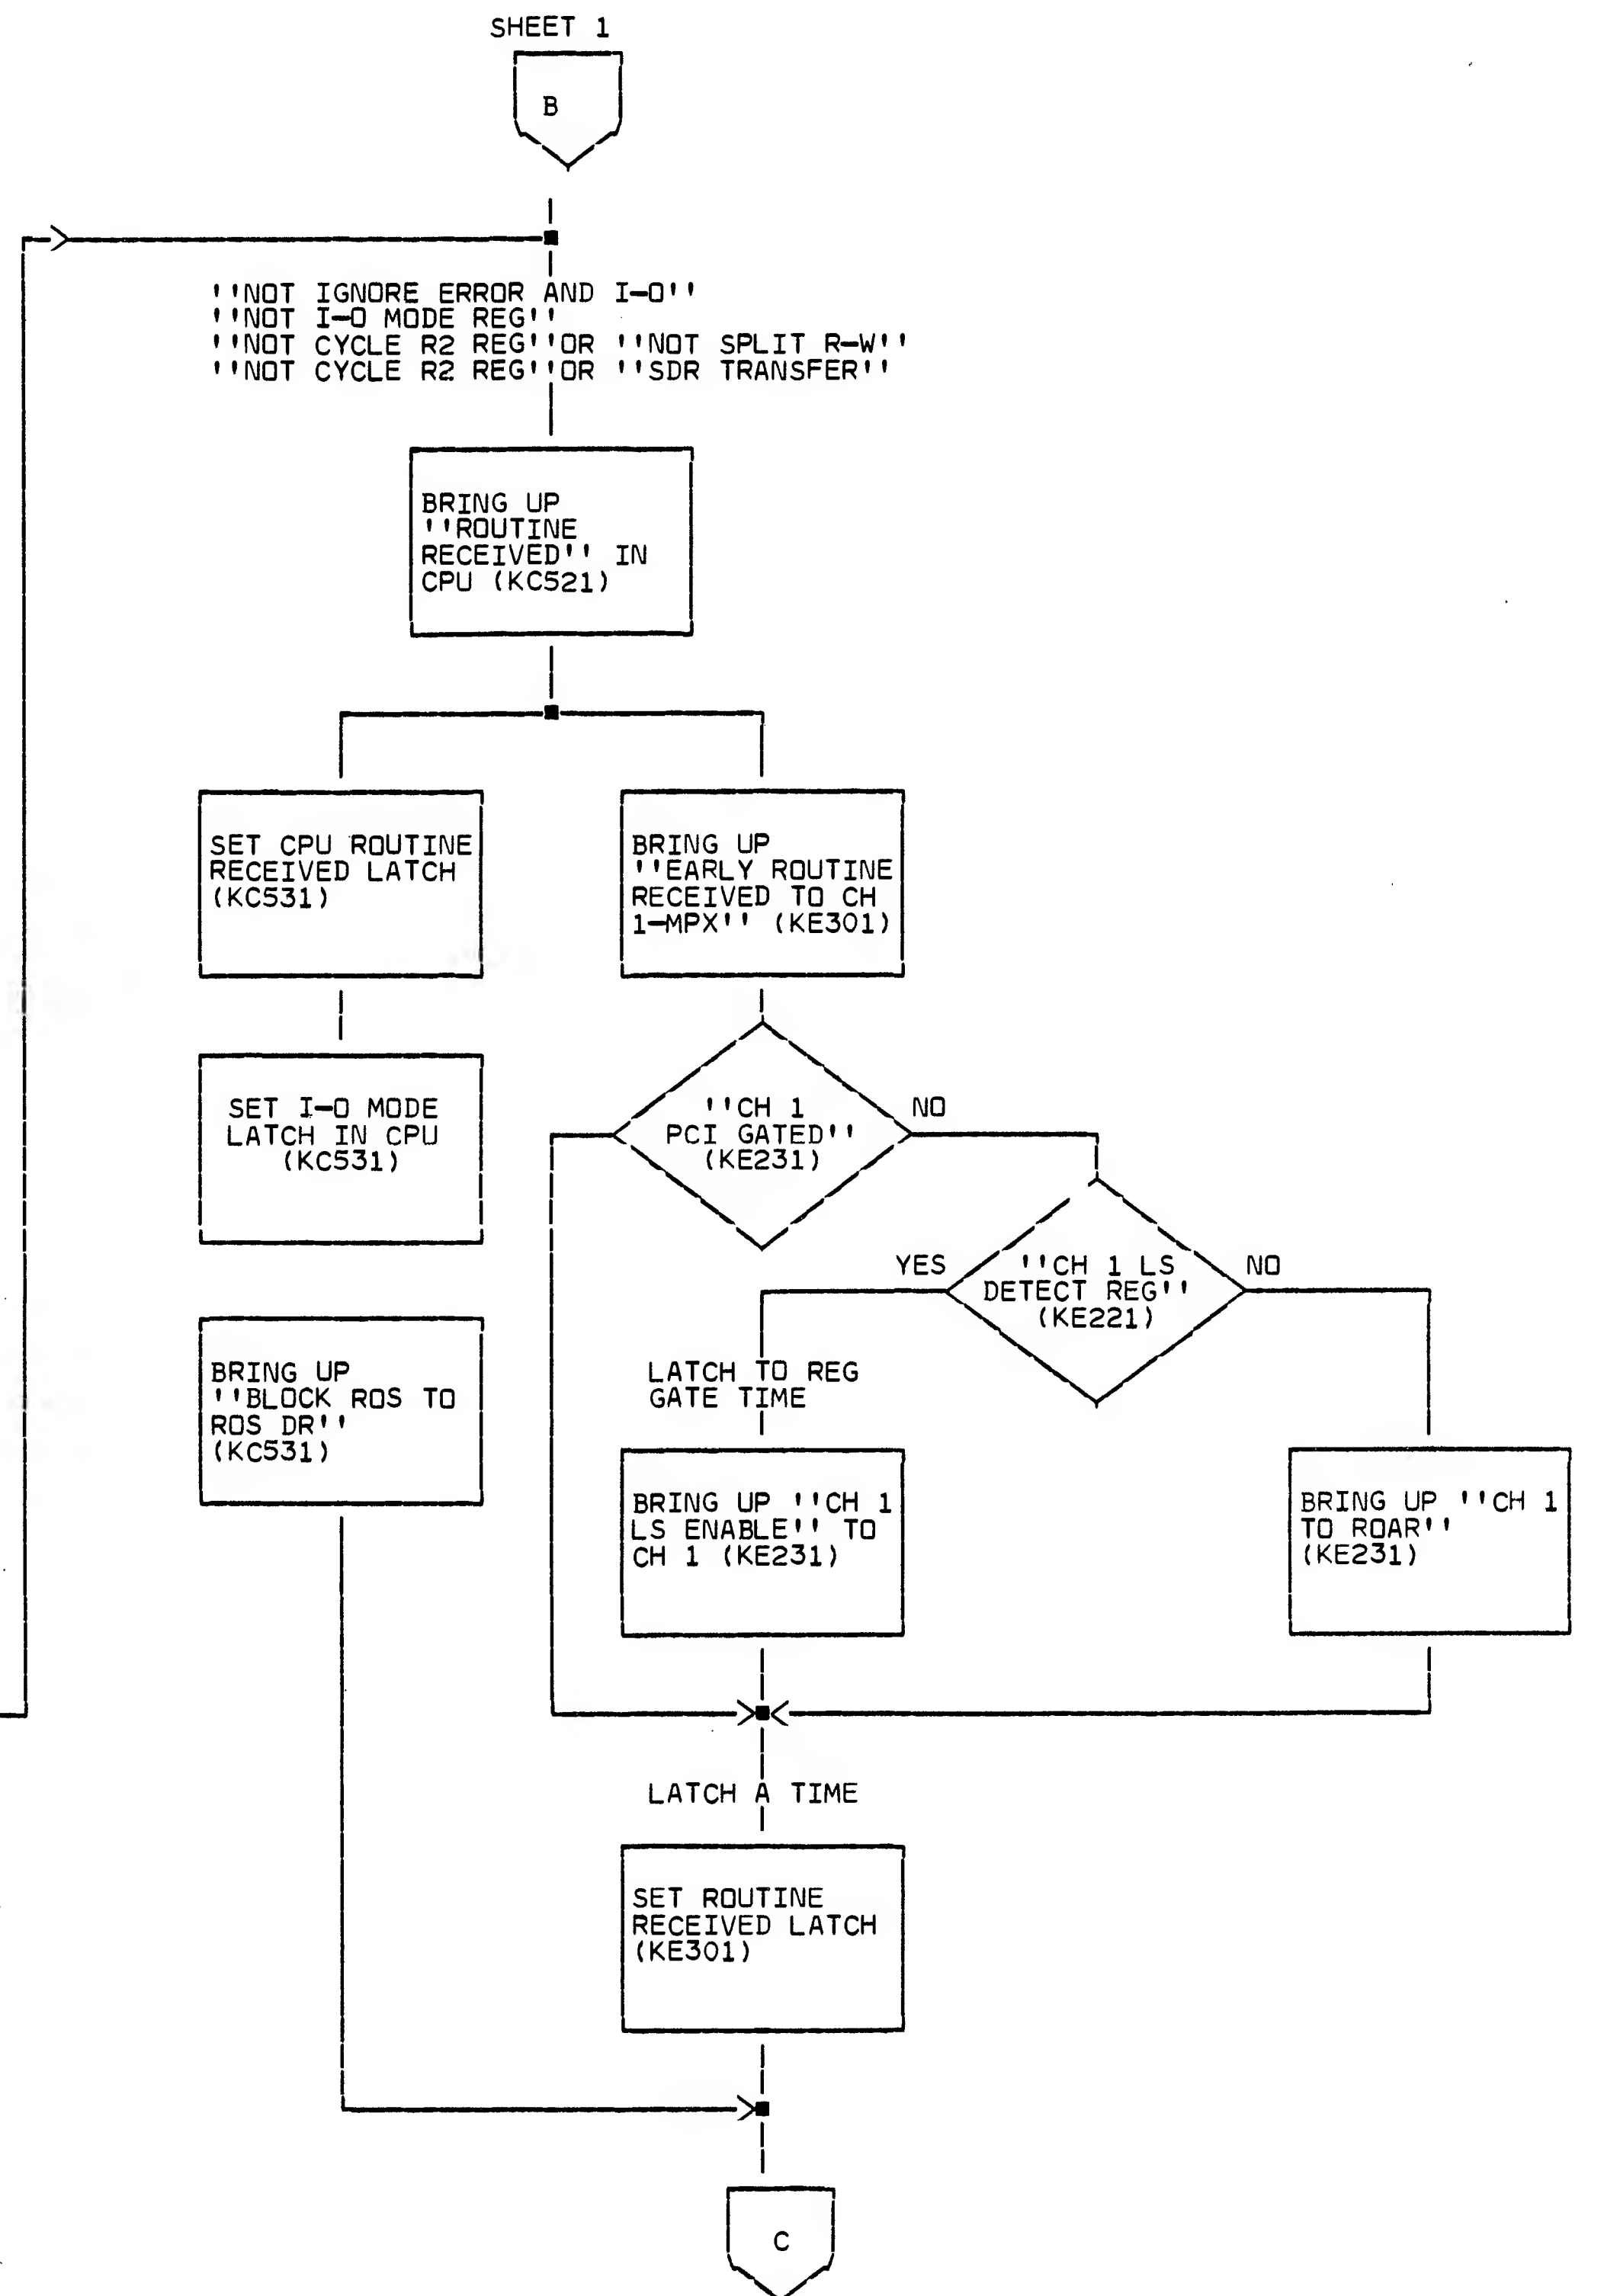 SHEET 1
B
''NOT IGNORE ERROR AND I-O''
''NOT I-O MODE REG''
''NOT CYCLE R2 REG''OR ''NOT SPLIT R-W''
''NOT CYCLE R2 REG''OR ''SDR TRANSFER''
BRING UP
''ROUTINE
RECEIVED'' IN
CPU (KC521)
SET CPU ROUTINE
RECEIVED LATCH
(KC531)
BRING UP
''EARLY ROUTINE
RECEIVED TO CH
1-MPX'' (KE301)
SET I-O MODE
LATCH IN CPU
(KC531)
''CH 1
PCI GATED''
(KE231)
NO
YES
''CH 1 LS
DETECT REG''
(KE221)
NO
BRING UP
''BLOCK ROS TO
ROS DR''
(KC531)
LATCH TO REG
GATE TIME
BRING UP ''CH 1
LS ENABLE'' TO
CH 1 (KE231)
BRING UP ''CH 1
TO ROAR''
(KE231)
LATCH A TIME
SET ROUTINE
RECEIVED LATCH
(KE301)
C